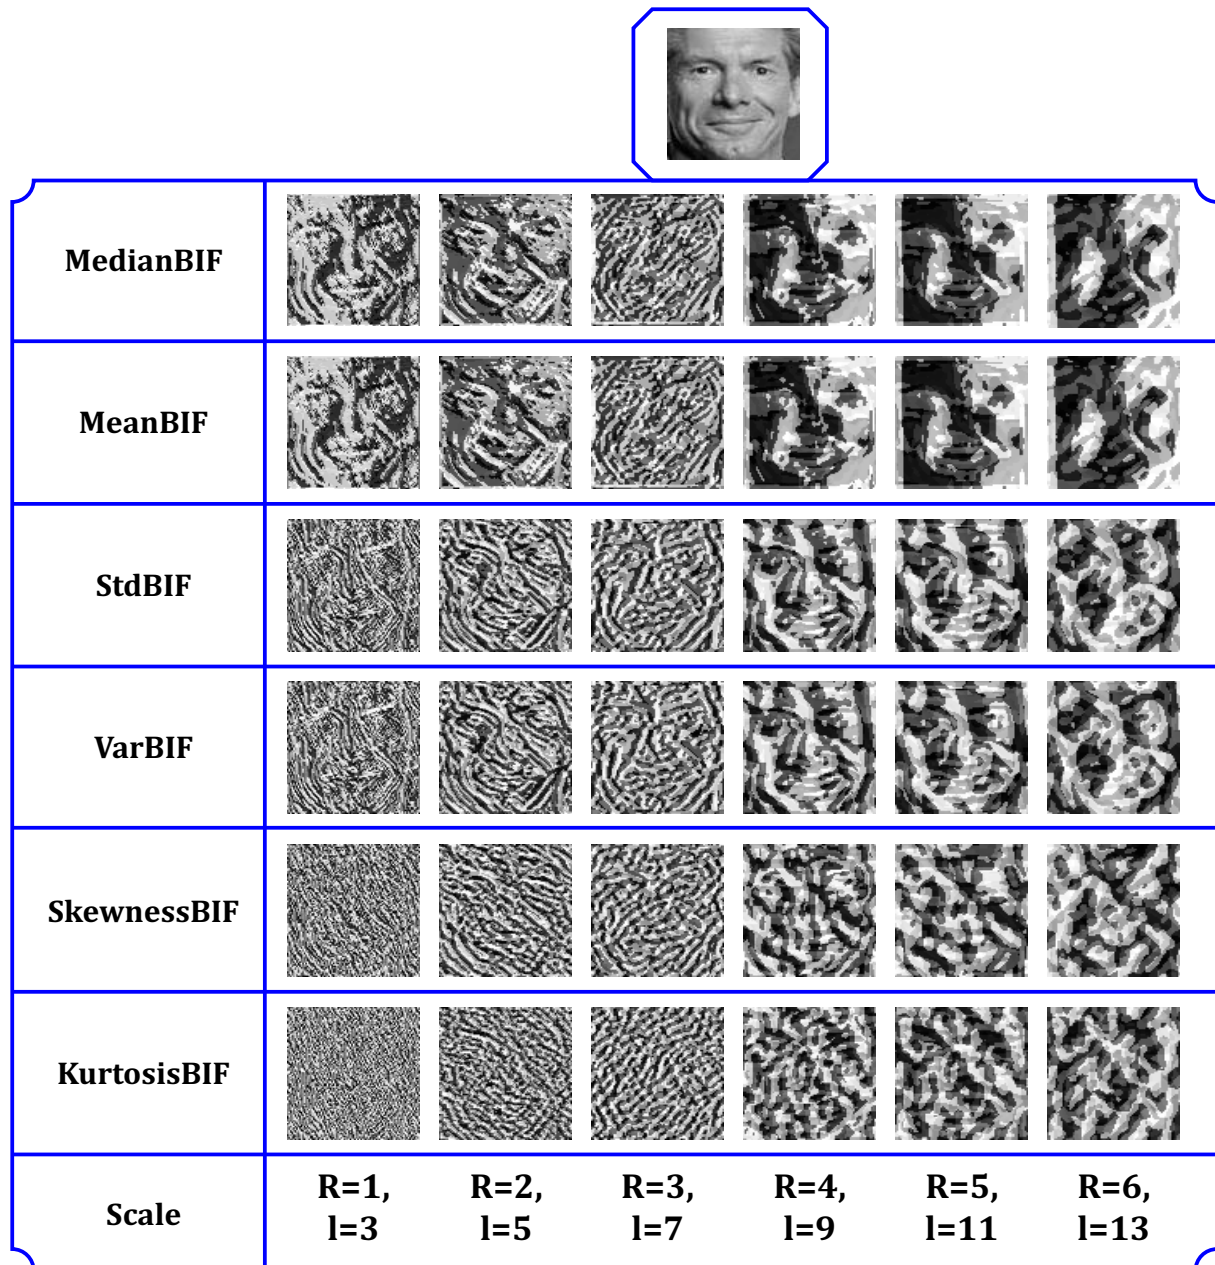 MedianBIF
MeanBIF
StdBIF
VarBIF
SkewnessBIF
KurtosisBIF
Scale
R=1,
l=3
R=2,
l=5
R=3,
l=7
R=4,
l=9
R=5,
l=11
R=6,
l=13